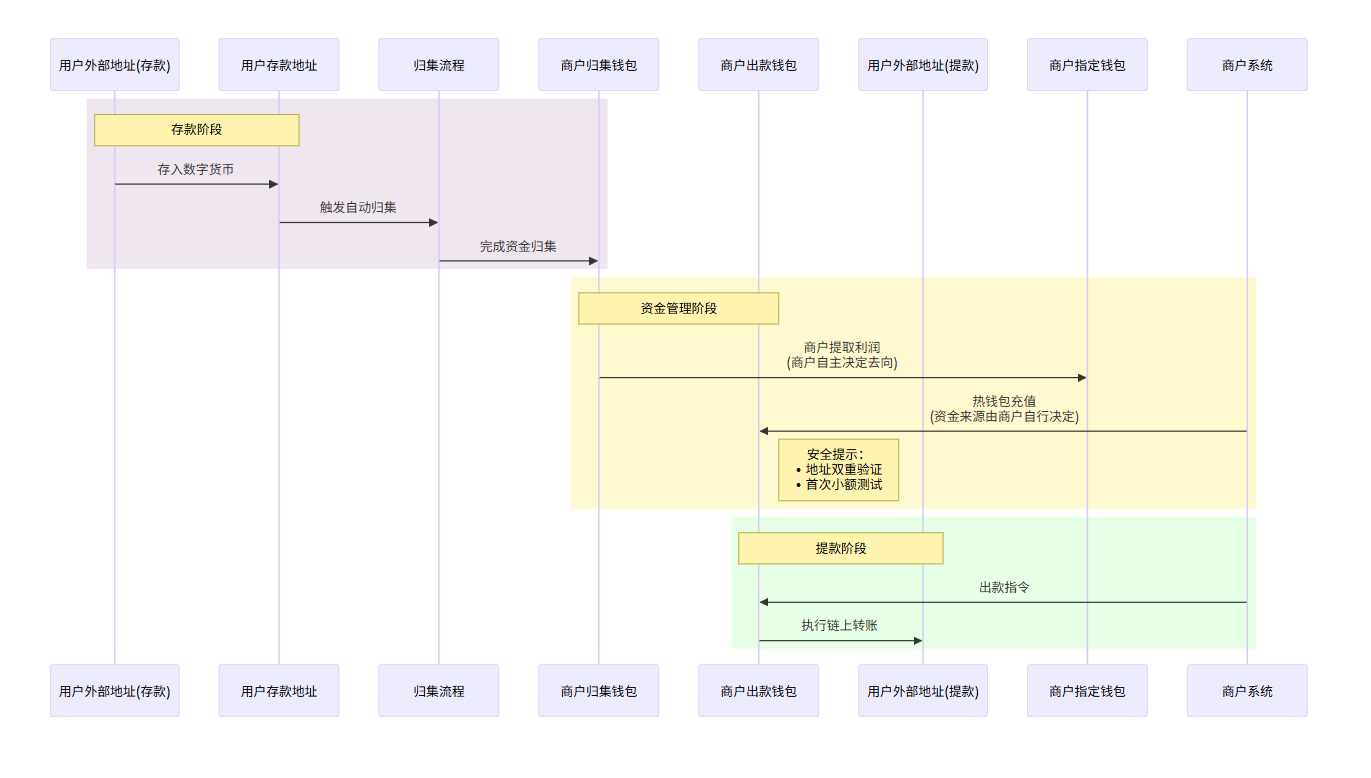 用户外部地址(存款)
用户存款地址
归集流程
商户归集钱包
商户出款钱包
用户外部地址(提款)
商户指定钱包
商户系统
存款阶段
存入数字货币
触发自动归集
完成资金归集
资金管理阶段
商户提取利润
(商户自主决定去向)
热钱包充值
(资金来源由商户自行决定)
安全提示：
• 地址双重验证
• 首次小额测试
提款阶段
出款指令
执行链上转账
用户外部地址(存款)
用户存款地址
归集流程
商户归集钱包
商户出款钱包
用户外部地址(提款)
商户指定钱包
商户系统